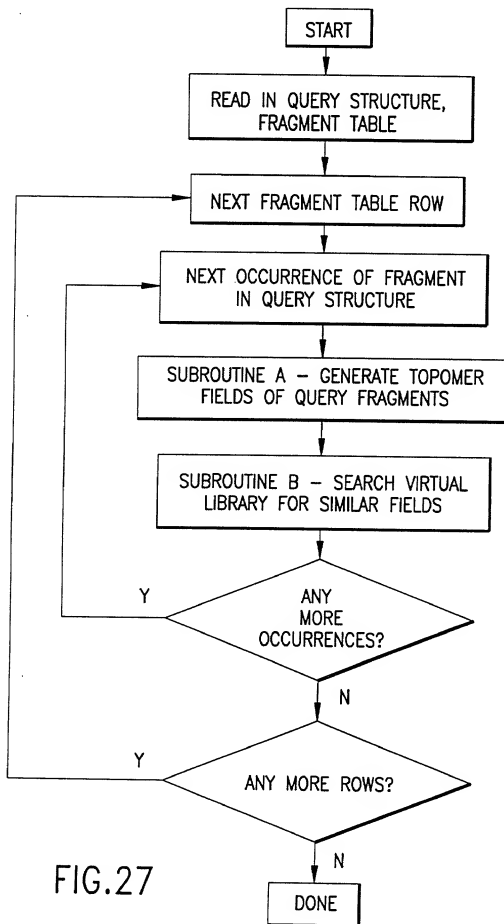 START
READ IN QUERY STRUCTURE,
FRAGMENT TABLE
NEXT FRAGMENT TABLE ROW
NEXT OCCURRENCE OF FRAGMENT
IN QUERY STRUCTURE
SUBROUTINE A – GENERATE TOPOMER
FIELDS OF QUERY FRAGMENTS
SUBROUTINE B – SEARCH VIRTUAL
LIBRARY FOR SIMILAR FIELDS
Y
ANY
MORE
OCCURRENCES?
N
Y
ANY MORE ROWS?
N
DONE
FIG.27